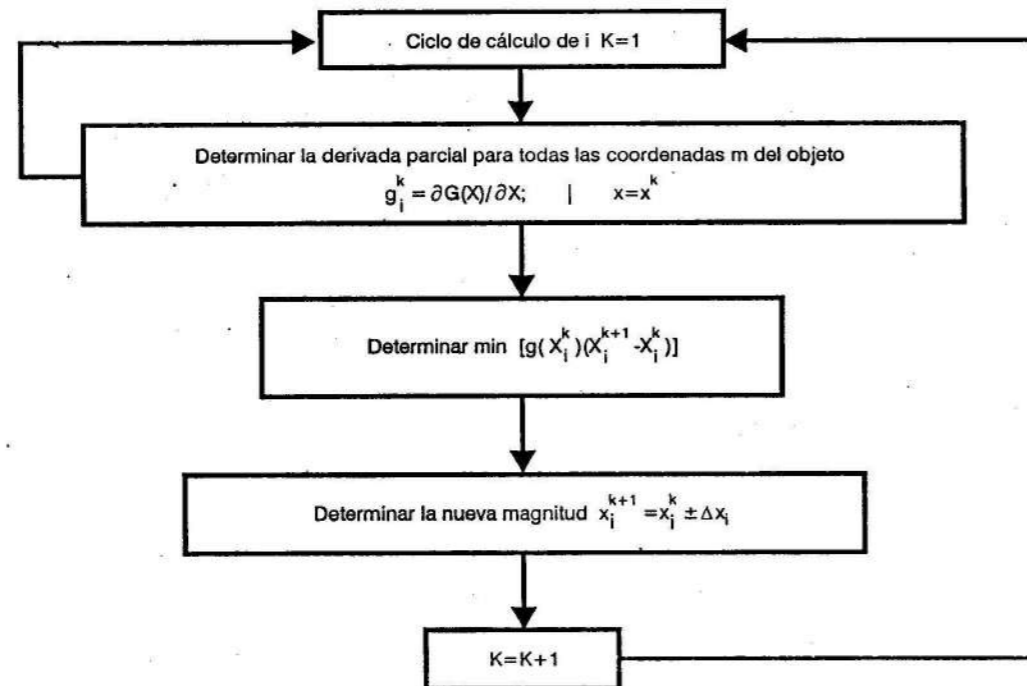 Ciclo de cálculo de i K=1
Determinar la derivada parcial para todas las coordenadas m del objeto
g_i^k = ∂G(X)/∂X; | x=x^k
Determinar min [g(X_i^k)(X_i^{k+1} -X_i^k)]
Determinar la nueva magnitud x_i^{k+1} =x_i^k ±Δx_i
K=K+1